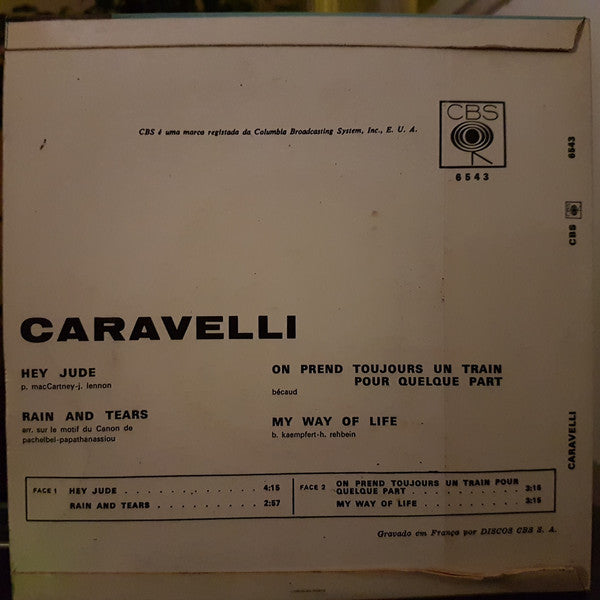 CBS é uma marca registada da Columbia Broadcasting System, Inc., E. U. A.
CBS
6543
6543
CBS
CARAVELLI
CARAVELLI
HEY JUDE
p. macCartney-j. lennon
RAIN AND TEARS
arr. sur le motif du Canon de
pachelbel-papathanassiou
ON PREND TOUJOURS UN TRAIN
POUR QUELQUE PART
bécaud
MY WAY OF LIFE
b. kaempfert-h. rehbein
FACE 1 HEY JUDE . . . . . . . . . . . . 4:15
RAIN AND TEARS . . . . . . . . . 2:57
FACE 2 ON PREND TOUJOURS UN TRAIN POUR
QUELQUE PART . . . . . . . . . . 3:15
MY WAY OF LIFE . . . . . . . . . 3:15
Gravado em França por DISCOS CBS S. A.